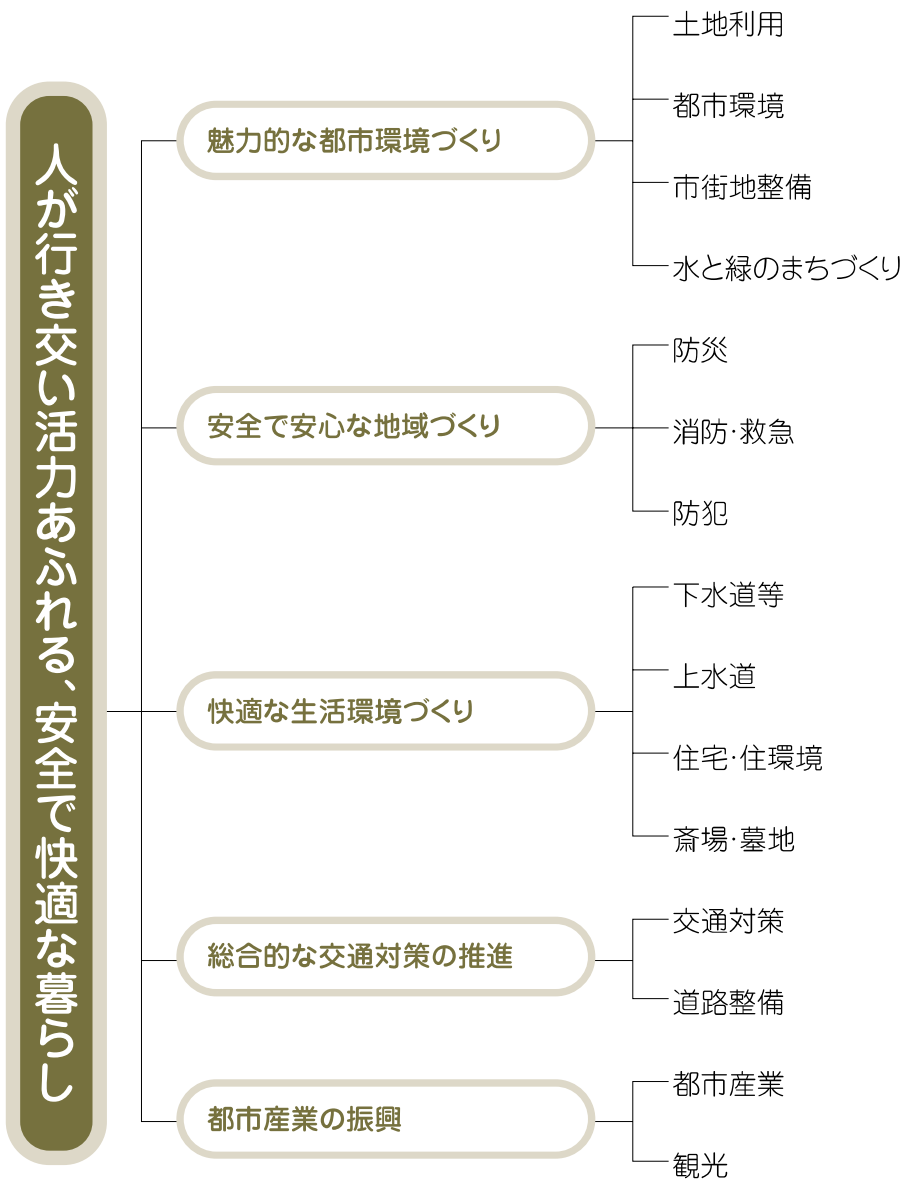 人が行き交い活力あふれる、安全で快適な暮らし
魅力的な都市環境づくり
土地利用
都市環境
市街地整備
水と緑のまちづくり
安全で安心な地域づくり
防災
消防・救急
防犯
快適な生活環境づくり
下水道等
上水道
住宅・住環境
斎場・墓地
総合的な交通対策の推進
交通対策
道路整備
都市産業の振興
都市産業
観光